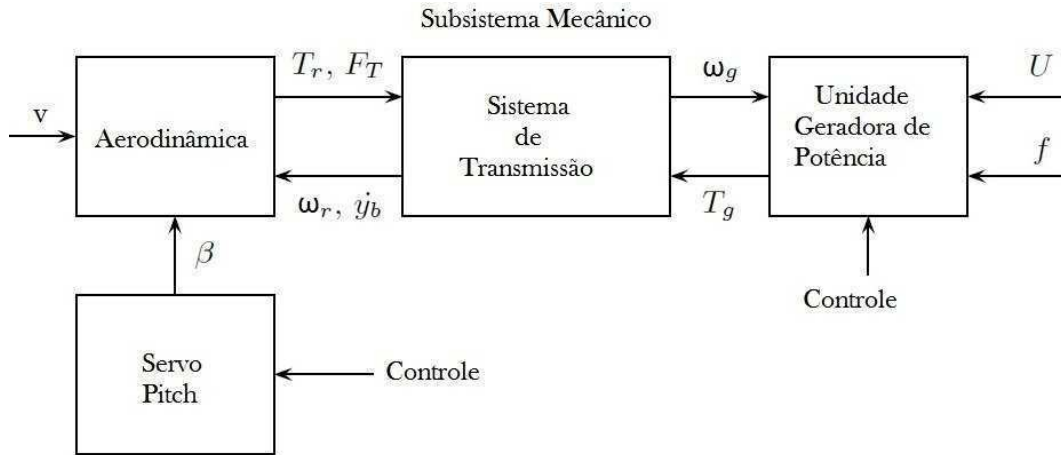 Subsistema Mecânico
T_r, F_T
ω_g
U
v
Aerodinâmica
Sistema
de
Transmissão
Unidade
Geradora de
Potência
f
ω_r, ẏ_b
T_g
β
Controle
Servo
Pitch
Controle